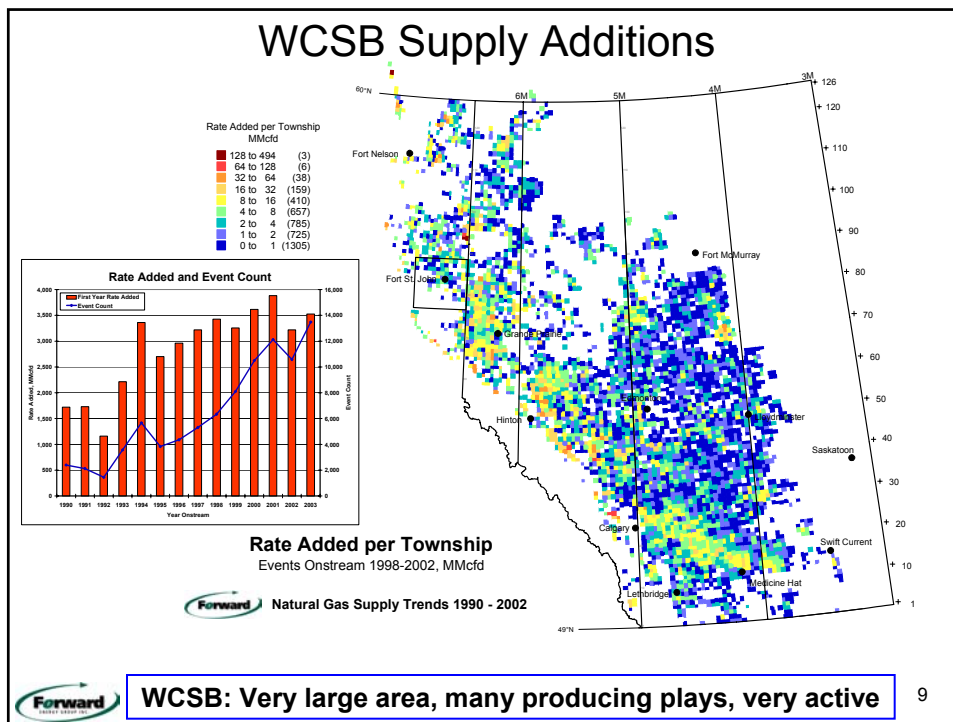 WCSB Supply Additions
60°N
6M
5M
4M
3M
126
120
110
100
90
80
70
60
50
40
30
20
10
1
49°N
Rate Added per Township
MMcfd
128 to 494 (3)
64 to 128 (6)
32 to 64 (38)
16 to 32 (159)
8 to 16 (410)
4 to 8 (657)
2 to 4 (785)
1 to 2 (725)
0 to 1 (1305)
Fort Nelson
Fort St. John
Fort McMurray
Grande Prairie
Edmonton
Hinton
Lloydminster
Saskatoon
Calgary
Swift Current
Medicine Hat
Lethbridge
Rate Added and Event Count
First Year Rate Added
Event Count
Rate Added, MMcfd
4,000
3,500
3,000
2,500
2,000
1,500
1,000
500
0
16,000
14,000
12,000
10,000
8,000
6,000
4,000
2,000
0
Event Count
1990 1991 1992 1993 1994 1995 1996 1997 1998 1999 2000 2001 2002 2003
Year Onstream
Rate Added per Township
Events Onstream 1998-2002, MMcfd
Forward Natural Gas Supply Trends 1990 - 2002
Forward
ENERGY GROUP INC.
WCSB: Very large area, many producing plays, very active
9